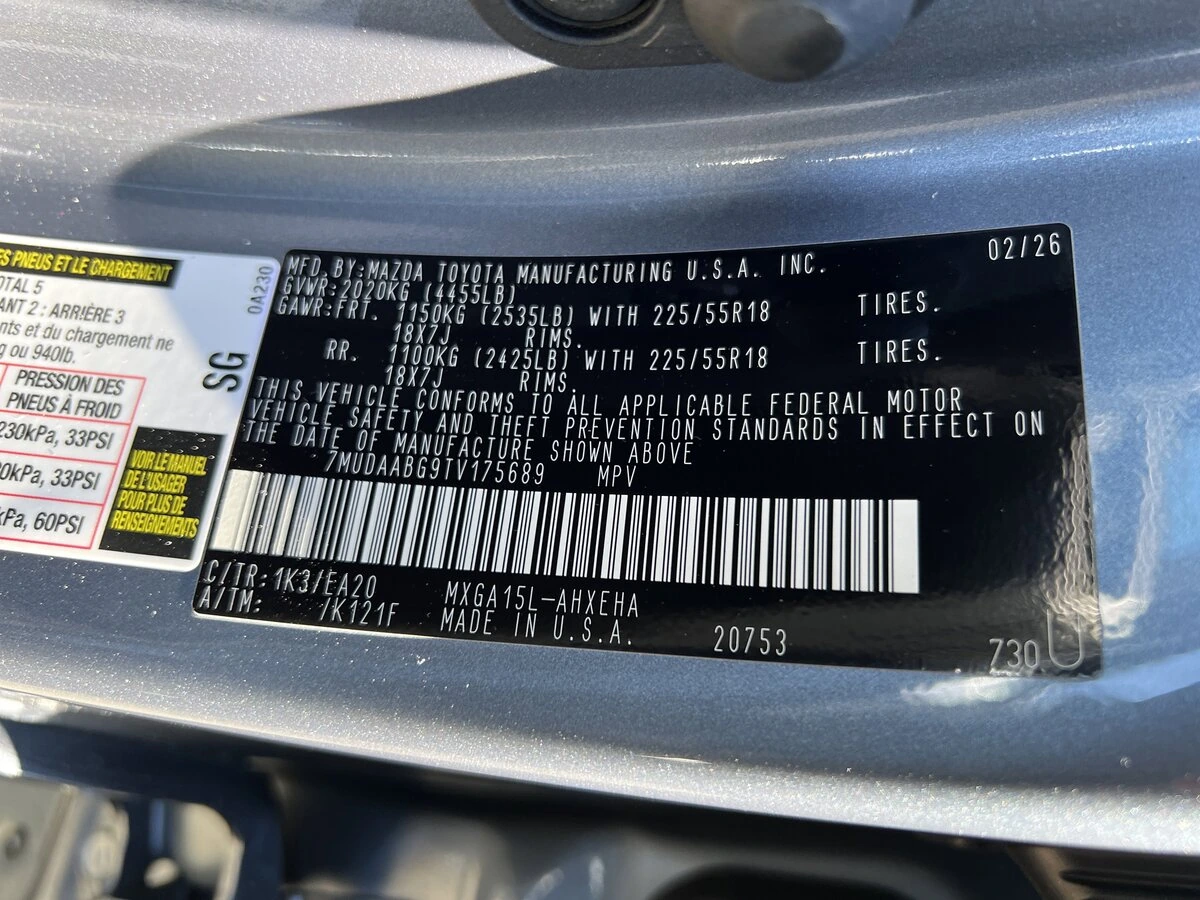 ES PNEUS ET LE CHARGEMENT
OTAL 5
ANT 2 : ARRIÈRE 3
nts et du chargement ne
g ou 940lb.
PRESSION DES
PNEUS À FROID
230kPa, 33PSI
0kPa, 33PSI
kPa, 60PSI
VOIR LE MANUEL
DE L'USAGER
POUR PLUS DE
RENSEIGNEMENTS
0A230
SG
MFD. BY: MAZDA TOYOTA MANUFACTURING U.S.A. INC. 02/26
GVWR: 2020KG (4455LB)
GAWR: FRT. 1150KG (2535LB) WITH 225/55R18 TIRES.
18X7J RIMS.
RR. 1100KG (2425LB) WITH 225/55R18 TIRES.
18X7J RIMS.
THIS VEHICLE CONFORMS TO ALL APPLICABLE FEDERAL MOTOR
VEHICLE SAFETY AND THEFT PREVENTION STANDARDS IN EFFECT ON
THE DATE OF MANUFACTURE SHOWN ABOVE
7MUDAABG9TV175689 MPV
C/TR: 1K3/EA20 MXGA15L-AHXEHA
A/TM: /K121F MADE IN U.S.A. 20753
730 U